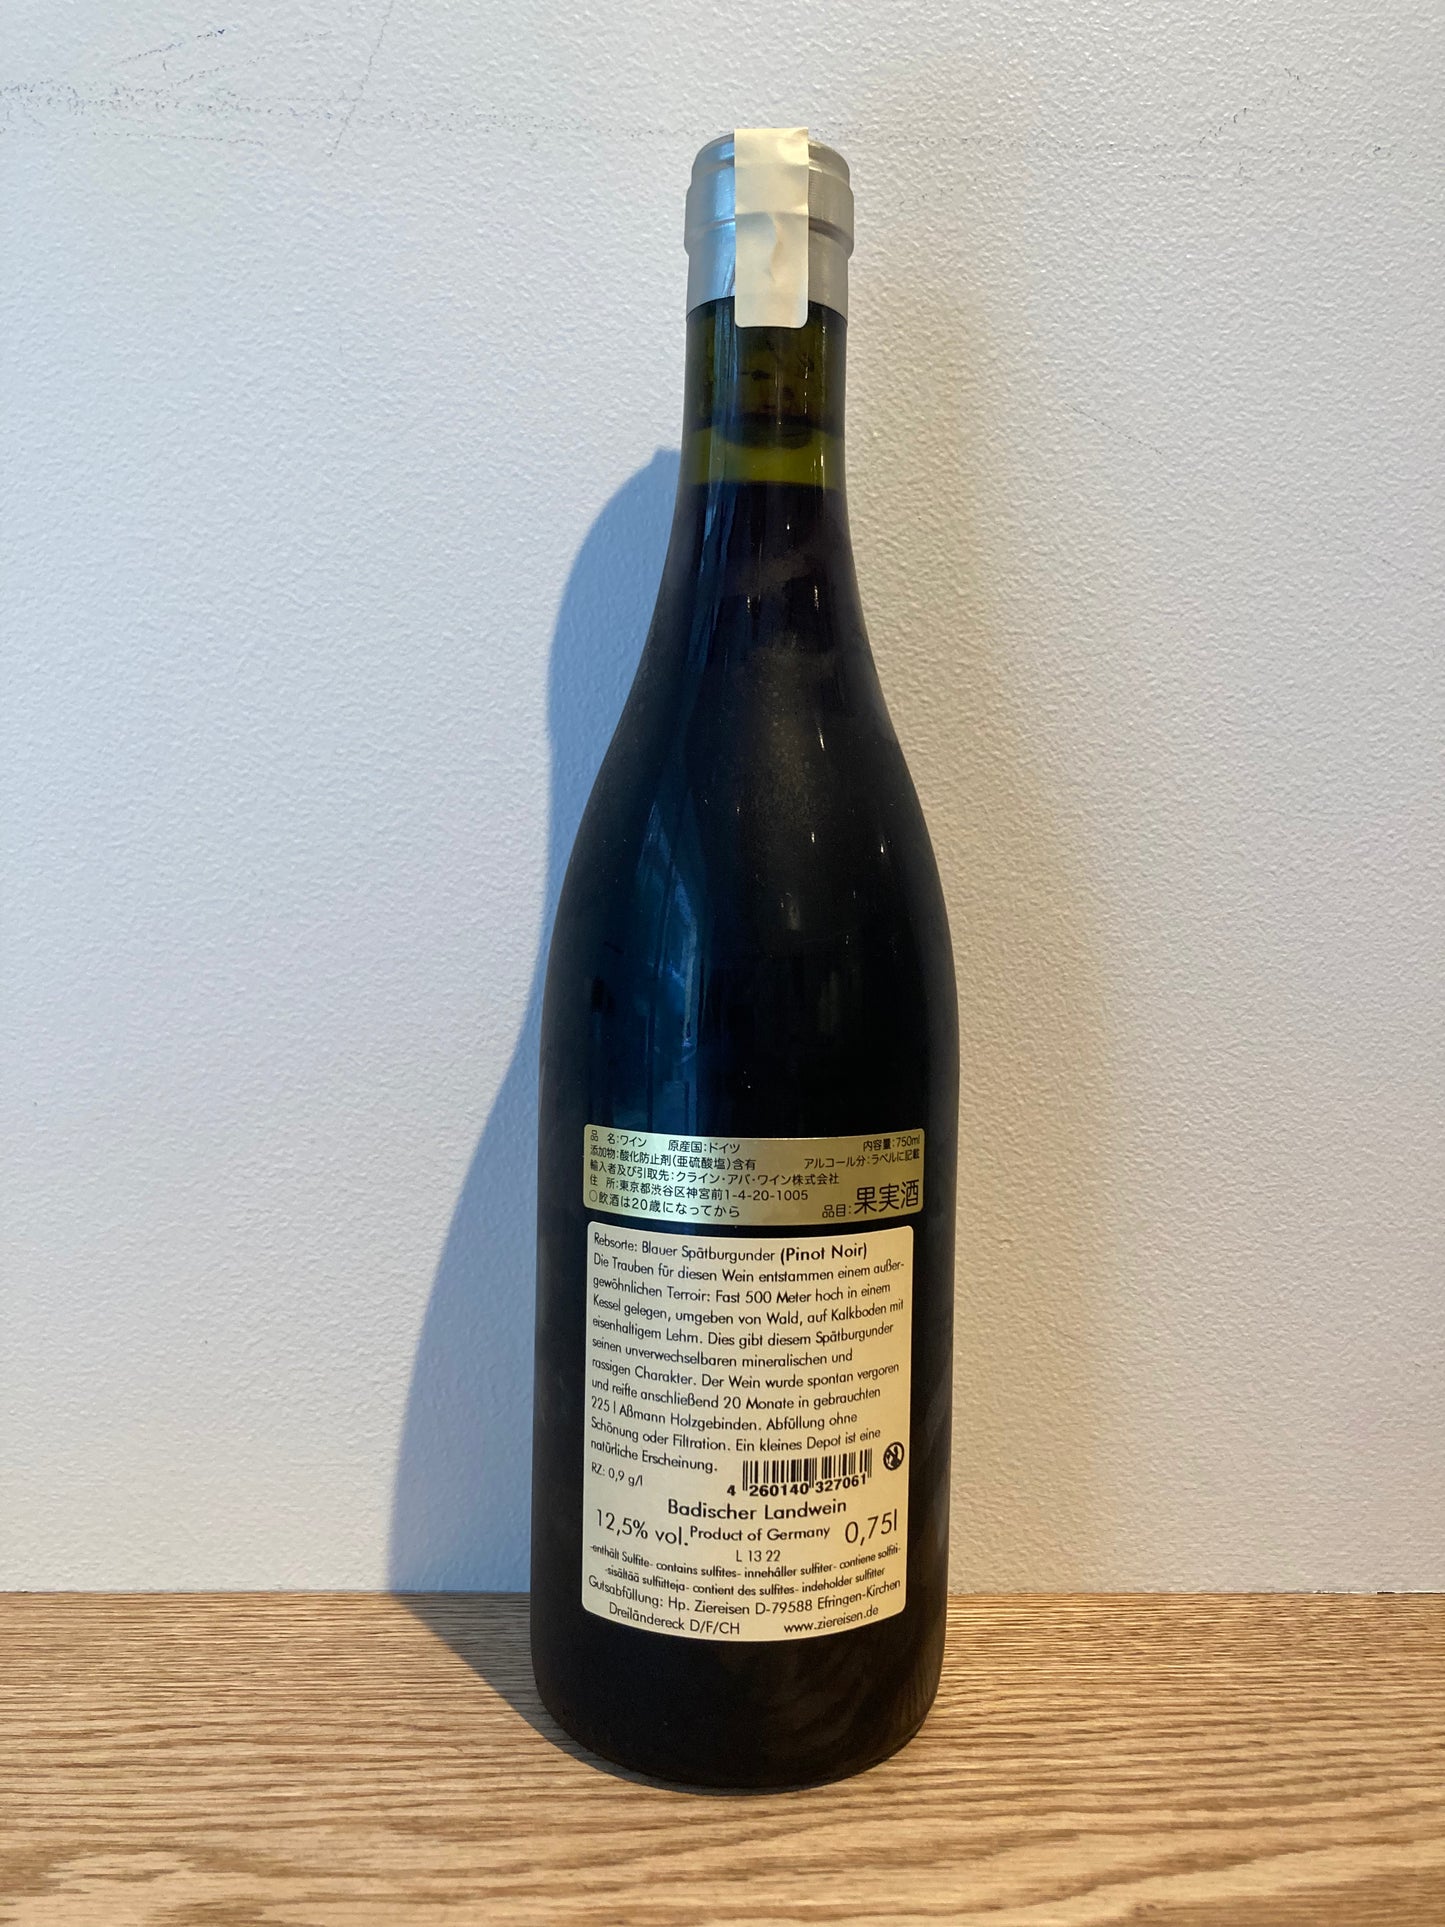 品 名:ワイン 原産国:ドイツ 内容量:750ml
添加物:酸化防止剤(亜硫酸塩)含有 アルコール分:ラベルに記載
輸入者及び引取先:クライン・アバ・ワイン株式会社
住 所:東京都渋谷区神宮前1-4-20-1005
○飲酒は20歳になってから 品目:果実酒
Rebsorte: Blauer Spätburgunder (Pinot Noir)
Die Trauben für diesen Wein entstammen einem außer-
gewöhnlichen Terroir: Fast 500 Meter hoch in einem
Kessel gelegen, umgeben von Wald, auf Kalkboden mit
eisenhaltigem Lehm. Dies gibt diesem Spätburgunder
seinen unverwechselbaren mineralischen und
rassigen Charakter. Der Wein wurde spontan vergoren
und reifte anschließend 20 Monate in gebrauchten
225 l Aßmann Holzgebinden. Abfüllung ohne
Schönung oder Filtration. Ein kleines Depot ist eine
natürliche Erscheinung.
RZ: 0,9 g/l
4 260140 327061
Badischer Landwein
12,5% vol. Product of Germany 0,75l
L 13 22
-enthält Sulfite- contains sulfites- innehåller sulfiter- contiene solfiti-
-sisältää sulfiitteja- contient des sulfites- indeholder sulfitter
Gutsabfüllung: Hp. Ziereisen D-79588 Efringen-Kirchen
Dreiländereck D/F/CH www.ziereisen.de